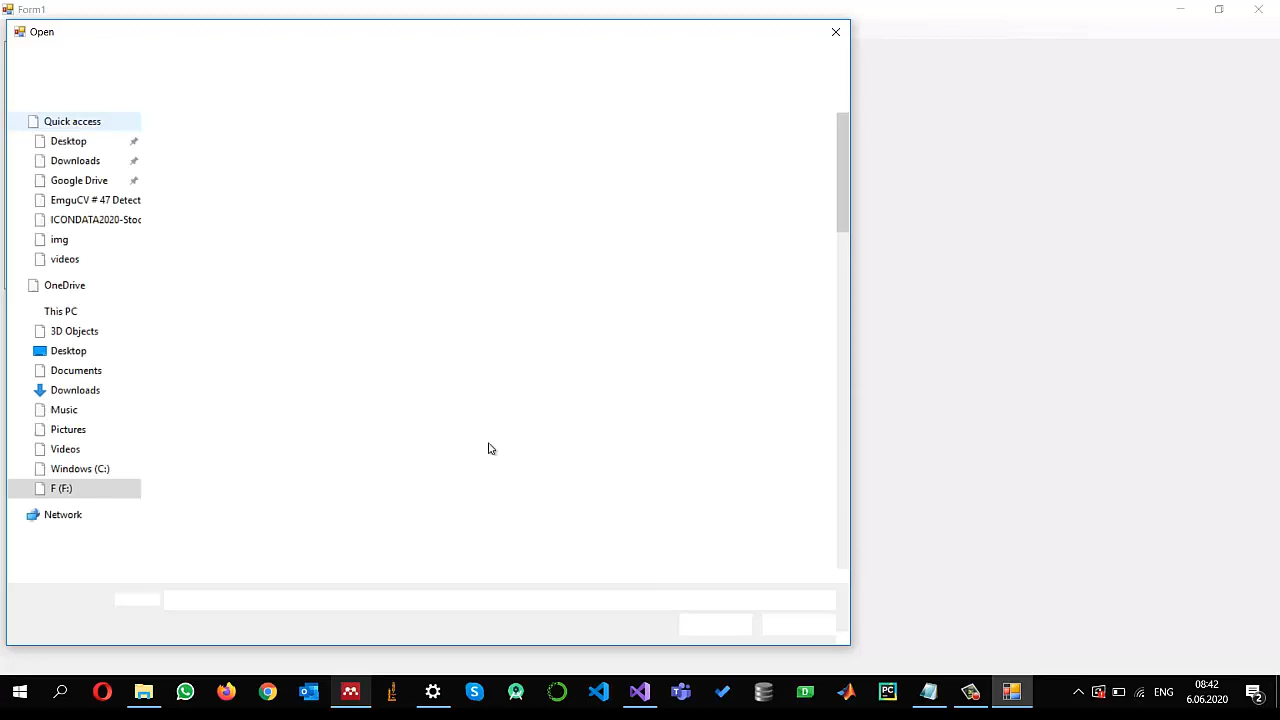 Form1
Open
Quick access
Desktop
Downloads
Google Drive
EmguCV # 47 Detect
ICONDATA2020-Stoc
img
videos
OneDrive
This PC
3D Objects
Desktop
Documents
Downloads
Music
Pictures
Videos
Windows (C:)
F (F:)
Network
ENG
08:42
6.06.2020